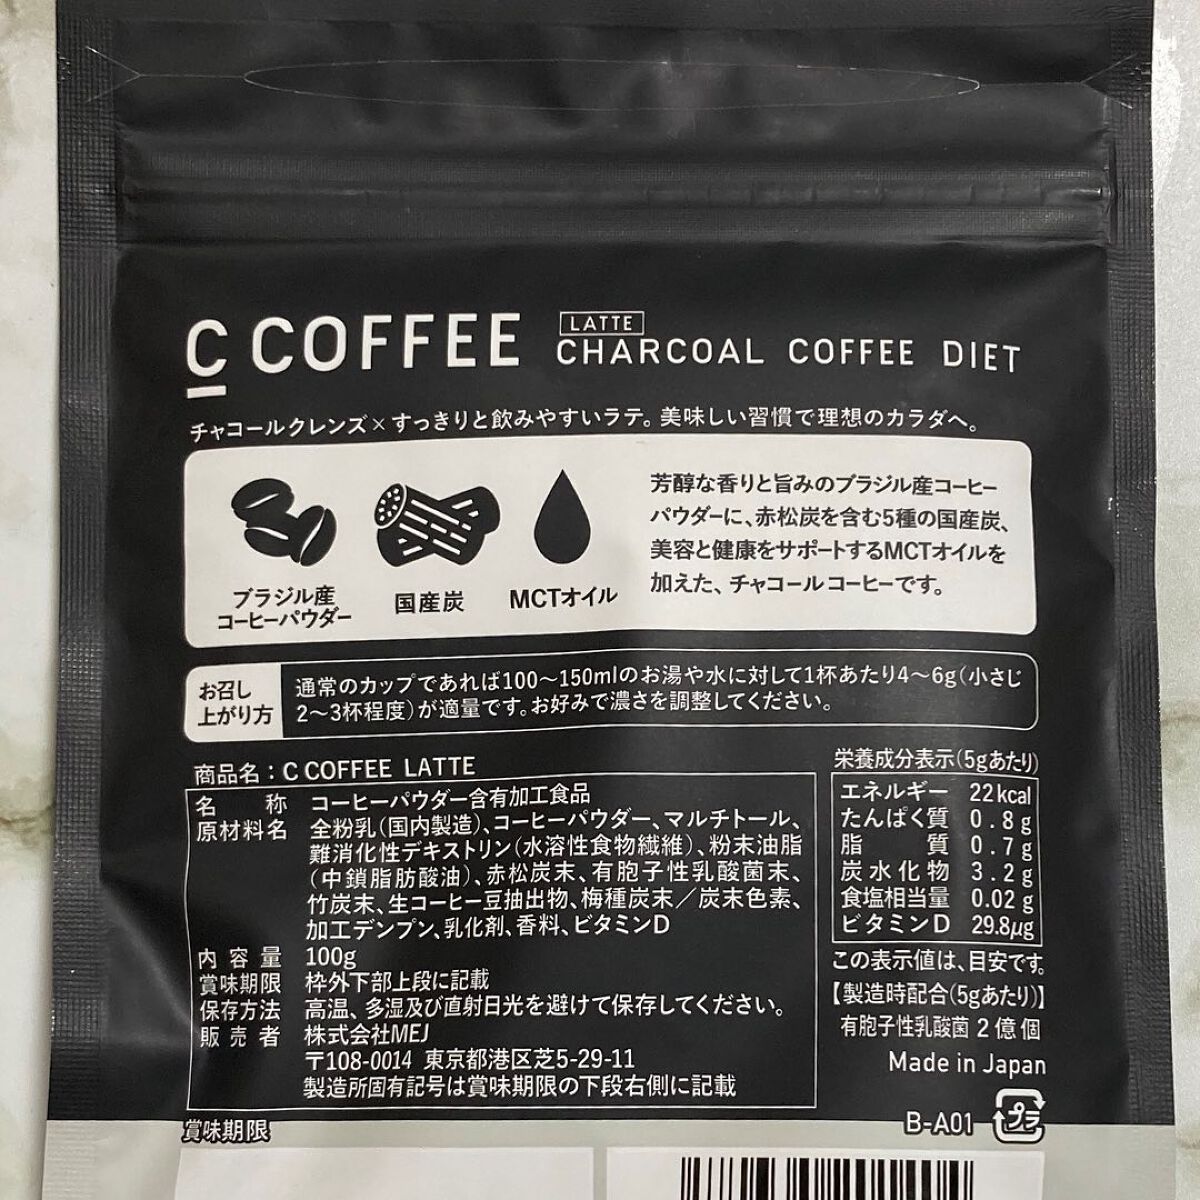 C COFFEE
LATTE
CHARCOAL COFFEE DIET
チャコールクレンズ×すっきりと飲みやすいラテ。美味しい習慣で理想のカラダへ。
ブラジル産
コーヒーパウダー
国産炭
MCTオイル
芳醇な香りと旨みのブラジル産コーヒー
パウダーに、赤松炭を含む5種の国産炭、
美容と健康をサポートするMCTオイルを
加えた、チャコールコーヒーです。
お召し
上がり方
通常のカップであれば100～150mlのお湯や水に対して1杯あたり4～6g(小さじ
2～3杯程度)が適量です。お好みで濃さを調整してください。
商品名：C COFFEE LATTE
名称 コーヒーパウダー含有加工食品
原材料名 全粉乳(国内製造)、コーヒーパウダー、マルチトール、
難消化性デキストリン(水溶性食物繊維)、粉末油脂
(中鎖脂肪酸油)、赤松炭末、有胞子性乳酸菌末、
竹炭末、生コーヒー豆抽出物、梅種炭末／炭末色素、
加工デンプン、乳化剤、香料、ビタミンD
内容量 100g
賞味期限 枠外下部上段に記載
保存方法 高温、多湿及び直射日光を避けて保存してください。
販売者 株式会社MEJ
〒108-0014 東京都港区芝5-29-11
製造所固有記号は賞味期限の下段右側に記載
栄養成分表示(5gあたり)
エネルギー 22kcal
たんぱく質 0.8g
脂質 0.7g
炭水化物 3.2g
食塩相当量 0.02g
ビタミンD 29.8μg
この表示値は、目安です。
【製造時配合(5gあたり)】
有胞子性乳酸菌 2億個
Made in Japan
B-A01
プラ
賞味期限